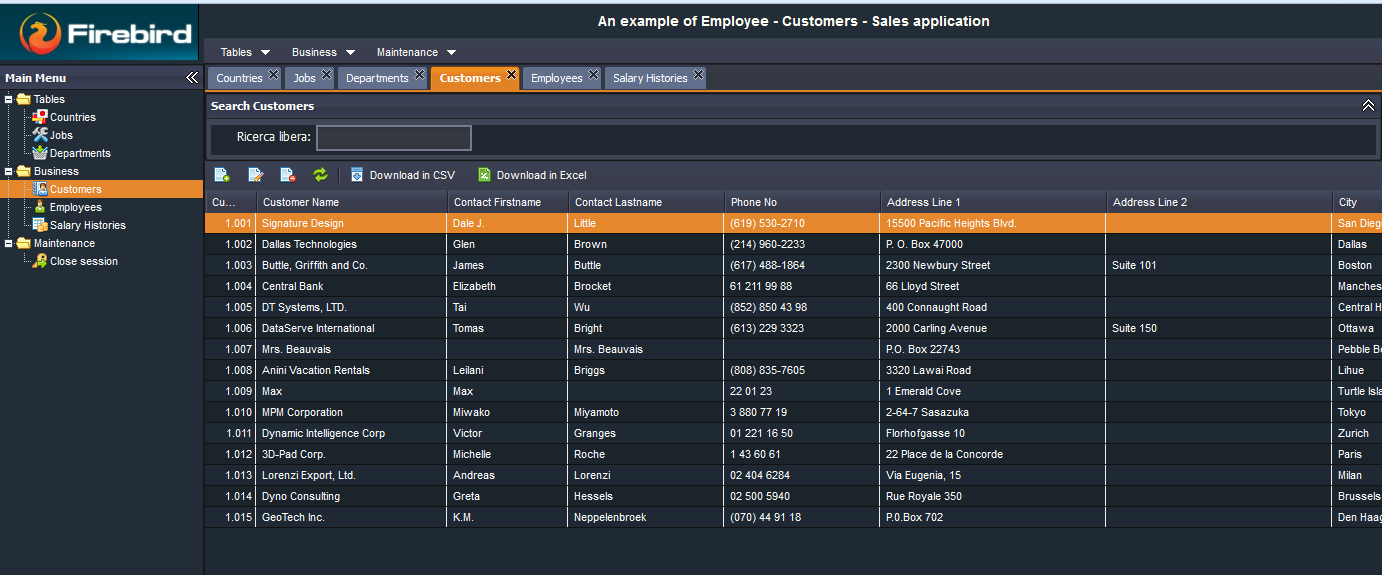 Firebird
An example of Employee - Customers - Sales application
Tables Business Maintenance
Main Menu
Tables
Countries
Jobs
Departments
Business
Customers
Employees
Salary Histories
Maintenance
Close session
Countries Jobs Departments Customers Employees Salary Histories
Search Customers
Ricerca libera:
Download in CSV Download in Excel
Cu... Customer Name Contact Firstname Contact Lastname Phone No Address Line 1 Address Line 2 City
1.001 Signature Design Dale J. Little (619) 530-2710 15500 Pacific Heights Blvd. San Dieg
1.002 Dallas Technologies Glen Brown (214) 960-2233 P. O. Box 47000 Dallas
1.003 Buttle, Griffith and Co. James Buttle (617) 488-1864 2300 Newbury Street Suite 101 Boston
1.004 Central Bank Elizabeth Brocket 61 211 99 88 66 Lloyd Street Manches
1.005 DT Systems, LTD. Tai Wu (852) 850 43 98 400 Connaught Road Central H
1.006 DataServe International Tomas Bright (613) 229 3323 2000 Carling Avenue Suite 150 Ottawa
1.007 Mrs. Beauvais Mrs. Beauvais P.O. Box 22743 Pebble Be
1.008 Anini Vacation Rentals Leilani Briggs (808) 835-7605 3320 Lawai Road Lihue
1.009 Max Max 22 01 23 1 Emerald Cove Turtle Isla
1.010 MPM Corporation Miwako Miyamoto 3 880 77 19 2-64-7 Sasazuka Tokyo
1.011 Dynamic Intelligence Corp Victor Granges 01 221 16 50 Florhofgasse 10 Zurich
1.012 3D-Pad Corp. Michelle Roche 1 43 60 61 22 Place de la Concorde Paris
1.013 Lorenzi Export, Ltd. Andreas Lorenzi 02 404 6284 Via Eugenia, 15 Milan
1.014 Dyno Consulting Greta Hessels 02 500 5940 Rue Royale 350 Brussels
1.015 GeoTech Inc. K.M. Neppelenbroek (070) 44 91 18 P.0.Box 702 Den Haag